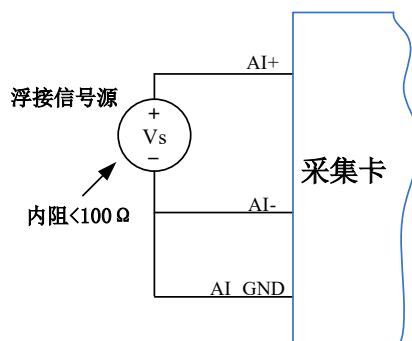 AI+
浮接信号源
+
Vs
−
采集卡
内阻<100Ω
AI-
AI_GND